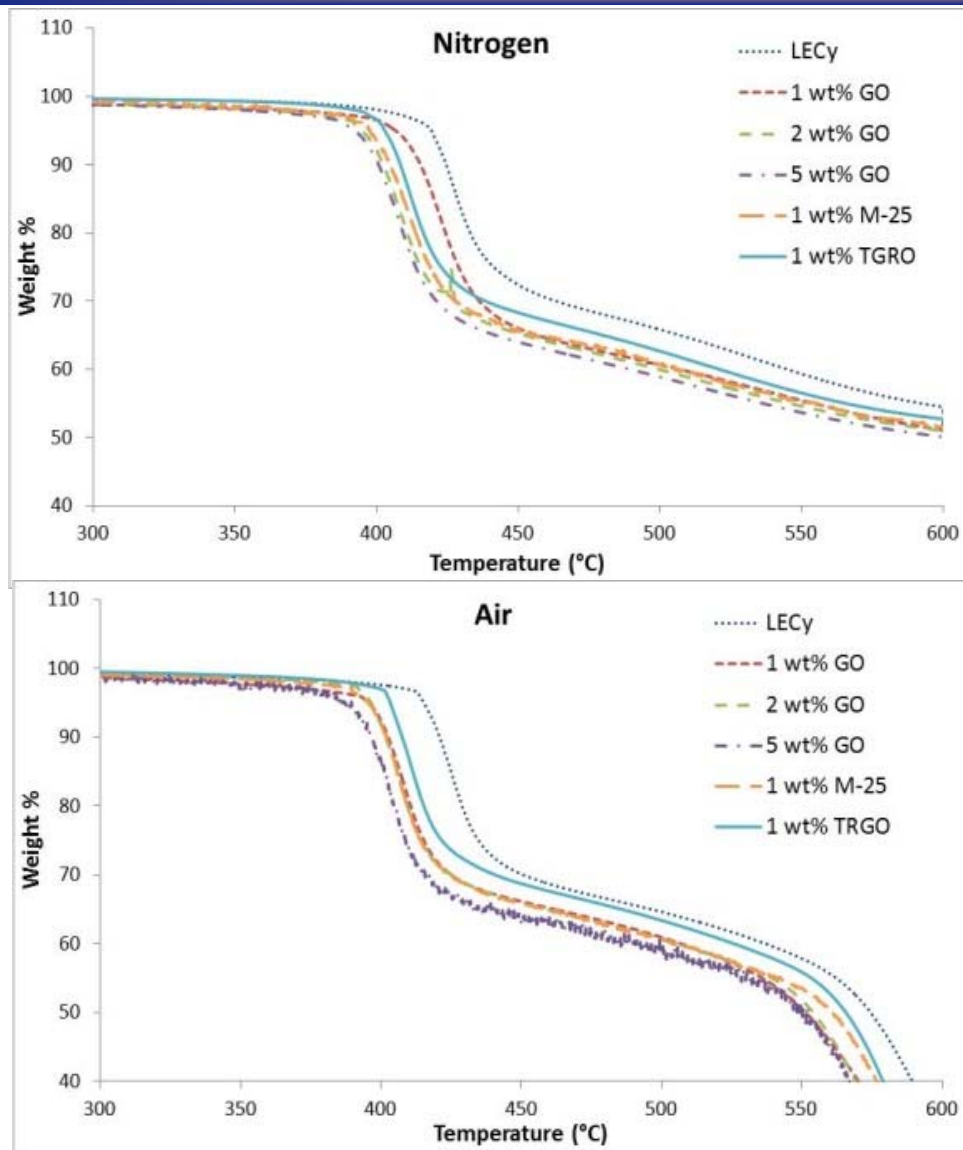 Nitrogen
110
100
90
80
70
60
50
40
Weight %
300 350 400 450 500 550 600
Temperature (°C)
LECy
1 wt% GO
2 wt% GO
5 wt% GO
1 wt% M-25
1 wt% TGRO
Air
110
100
90
80
70
60
50
40
Weight %
300 350 400 450 500 550 600
Temperature (°C)
LECy
1 wt% GO
2 wt% GO
5 wt% GO
1 wt% M-25
1 wt% TRGO